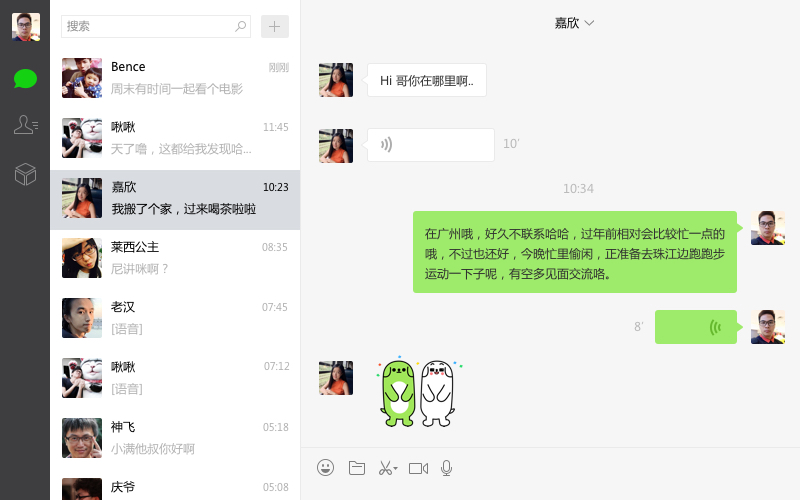 搜索
Bence
刚刚
周末有时间一起看个电影
啾啾
11:45
天了噜，这都给我发现哈...
嘉欣
10:23
我搬了个家，过来喝茶啦啦
莱西公主
08:35
尼讲咪啊？
老汉
07:45
[语音]
啾啾
07:12
[语音]
神飞
05:18
小满他叔你好啊
庆爷
05:08
嘉欣
Hi 哥你在哪里啊..
10'
10:34
在广州哦，好久不联系哈哈，过年前相对会比较忙一点的
哦，不过也还好，今晚忙里偷闲，正准备去珠江边跑跑步
运动一下子呢，有空多见面交流咯。
8'